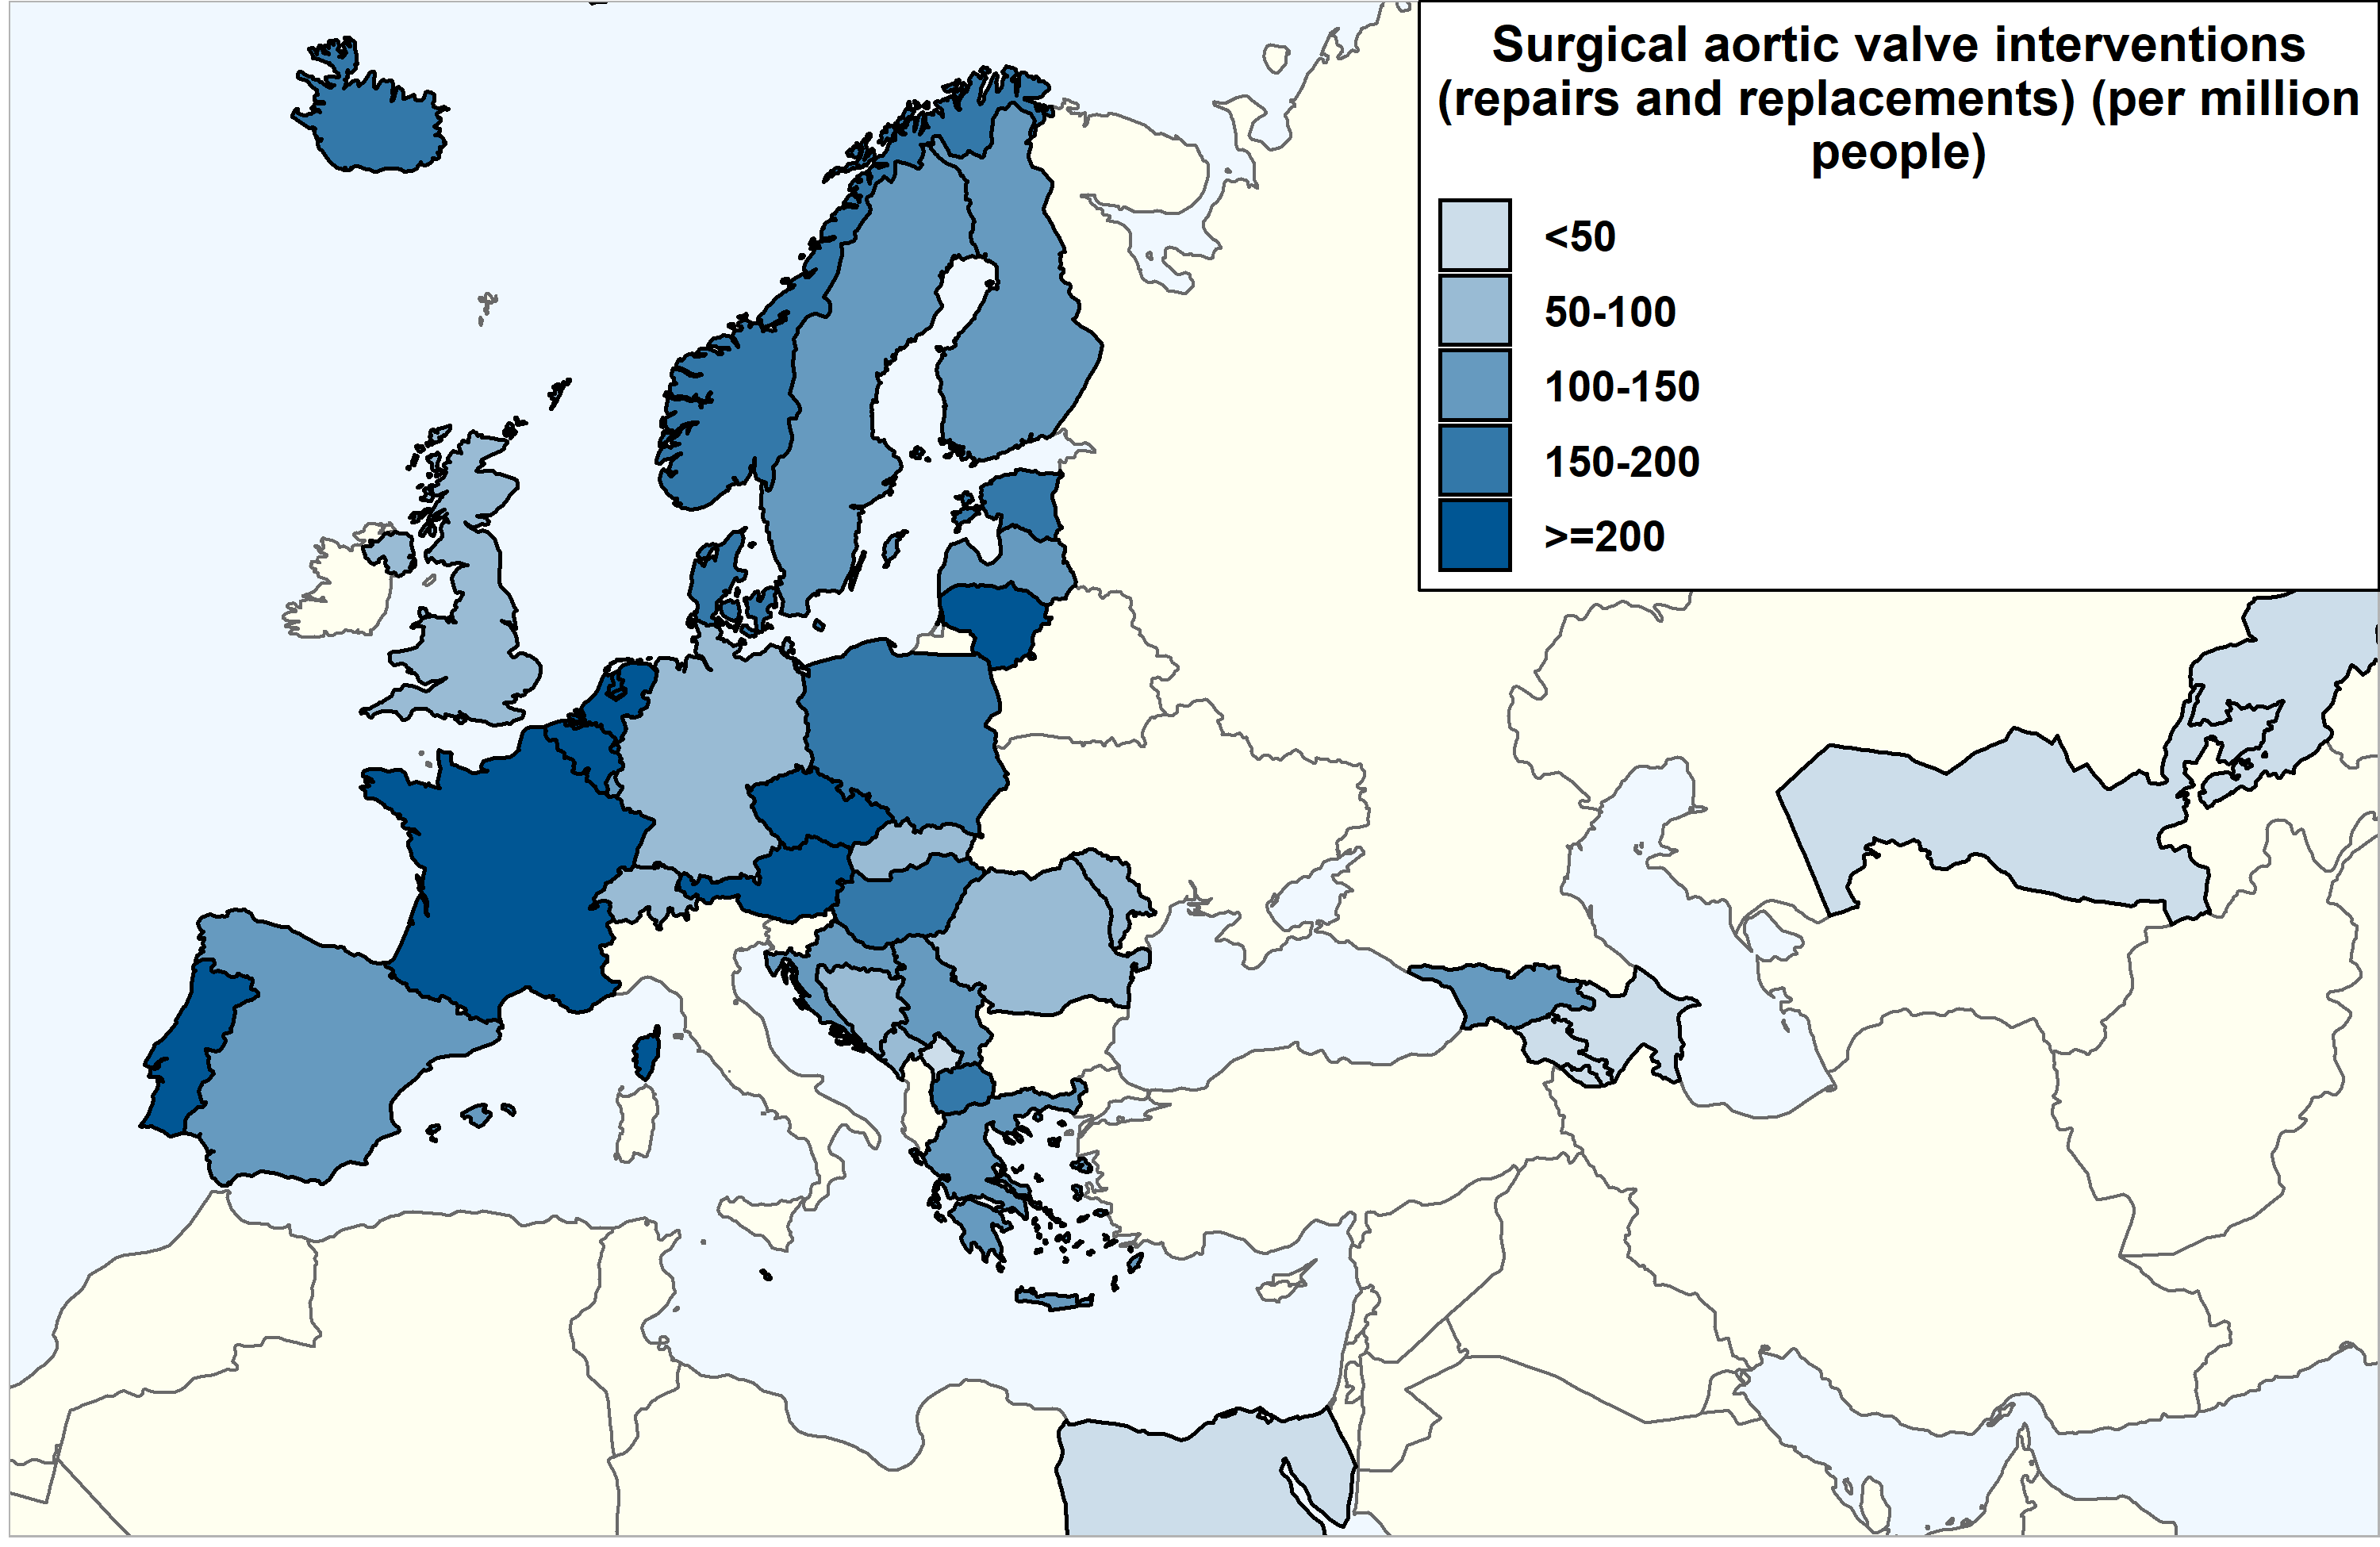 Surgical aortic valve interventions
(repairs and replacements) (per million
people)
<50
50-100
100-150
150-200
>=200